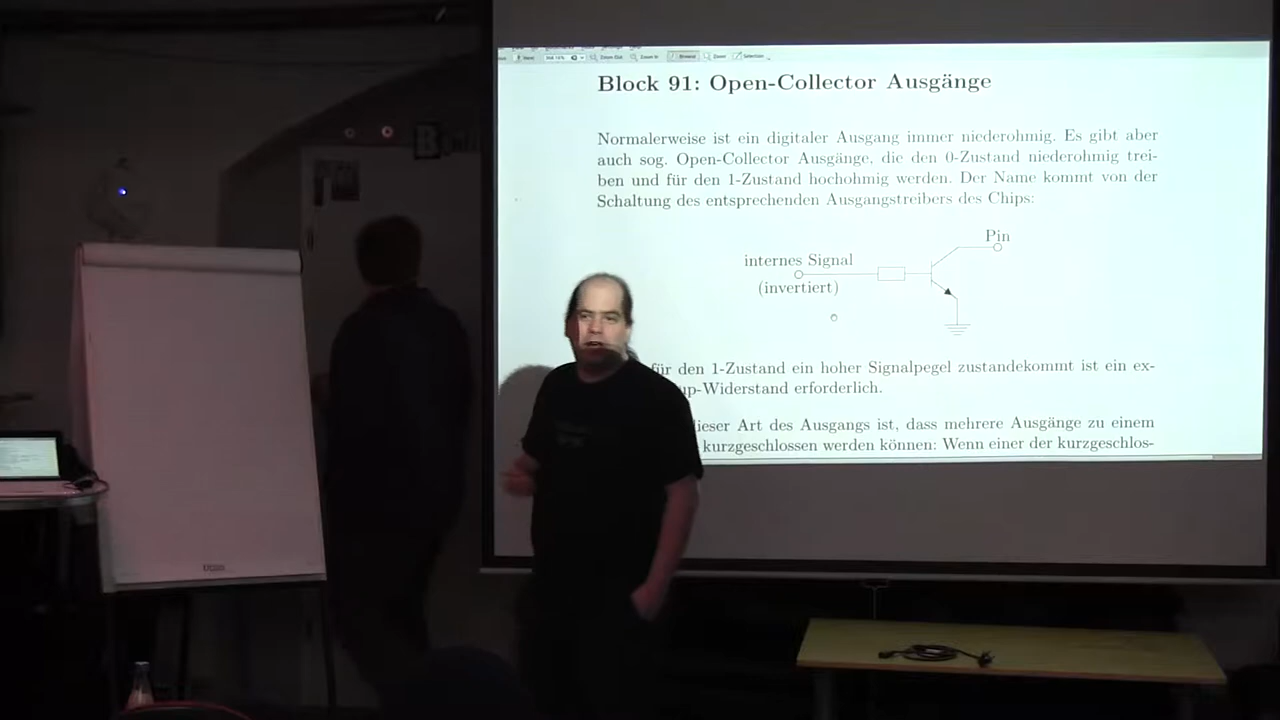 Block 91: Open-Collector Ausgänge
Normalerweise ist ein digitaler Ausgang immer niederohmig. Es gibt aber
auch sog. Open-Collector Ausgänge, die den 0-Zustand niederohmig trei-
ben und für den 1-Zustand hochohmig werden. Der Name kommt von der
Schaltung des entsprechenden Ausgangstreibers des Chips:
Pin
internes Signal
(invertiert)
für den 1-Zustand ein hoher Signalpegel zustandekommt ist ein ex-
up-Widerstand erforderlich.
dieser Art des Ausgangs ist, dass mehrere Ausgänge zu einem
kurzgeschlossen werden können: Wenn einer der kurzgeschlos-